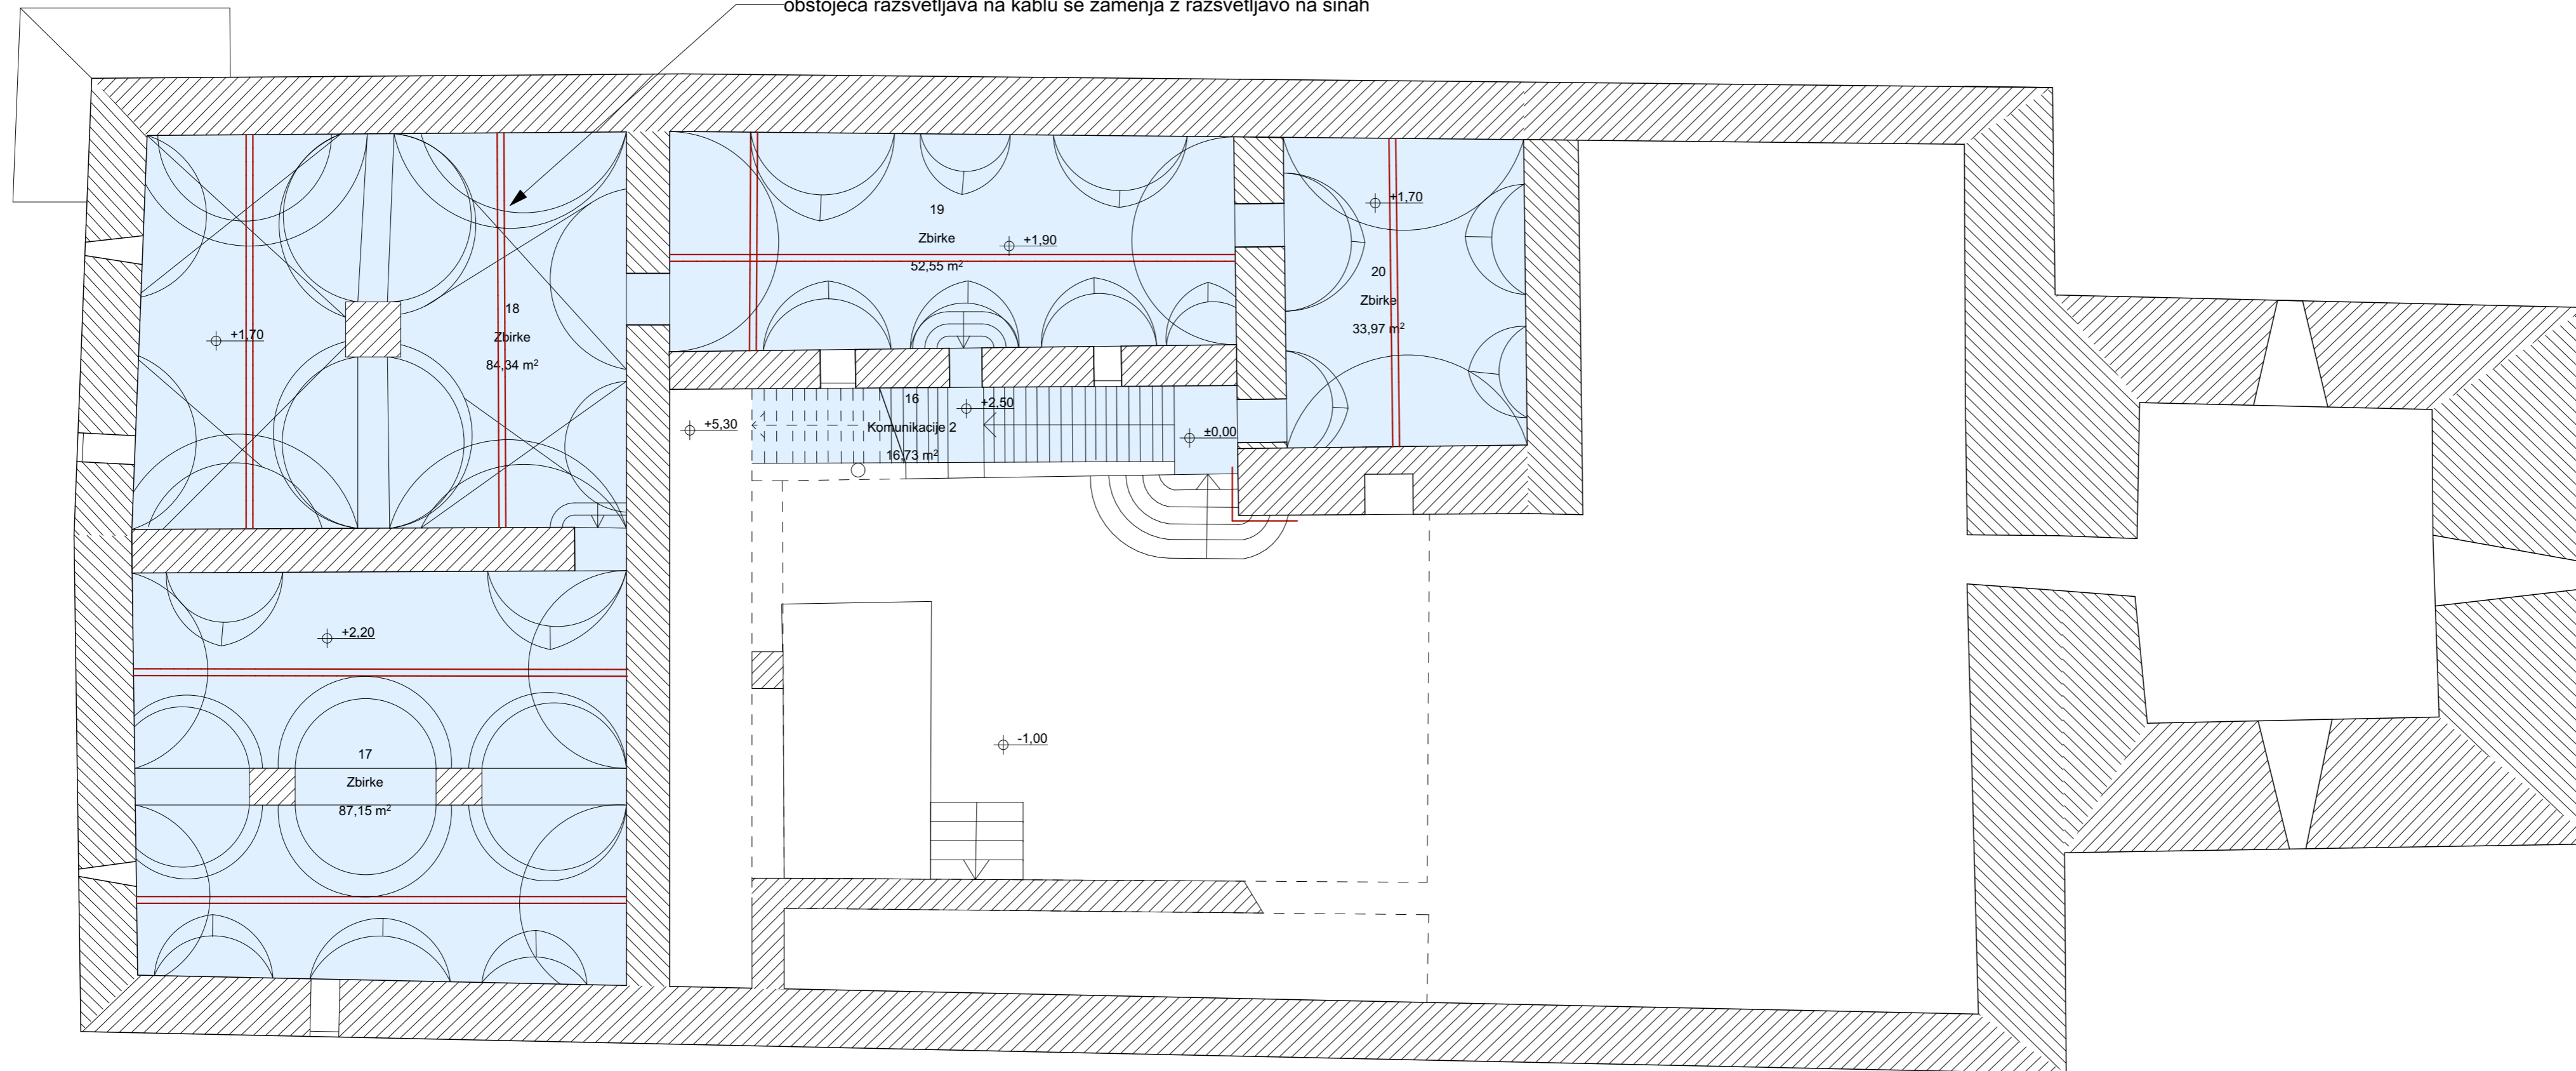 obstoječa razsvetljava na kablu se zamenja z razsvetljavo na šinah
+1,70
18
Zbirke
84,34 m²
19
Zbirke
+1,90
52,55 m²
+1,70
20
Zbirke
33,97 m²
+5,30
16
+2,50
Komunikacije 2
16,73 m²
±0,00
+2,20
17
Zbirke
87,15 m²
-1,00